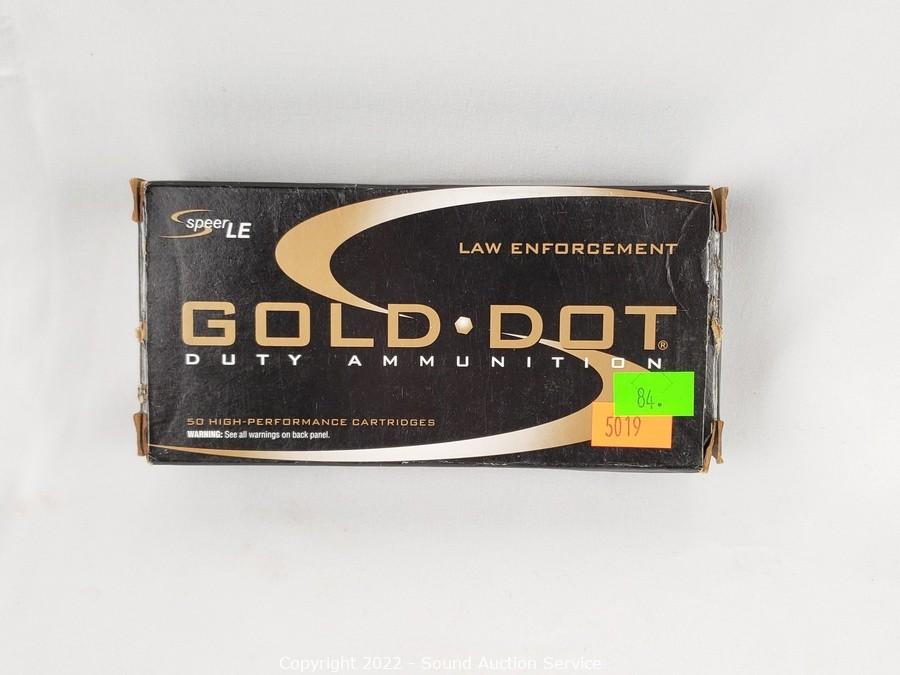 speer LE
LAW ENFORCEMENT
GOLD DOT®
DUTY AMMUNITION
50 HIGH-PERFORMANCE CARTRIDGES
WARNING: See all warnings on back panel.
84.
5019
Copyright 2022 - Sound Auction Service